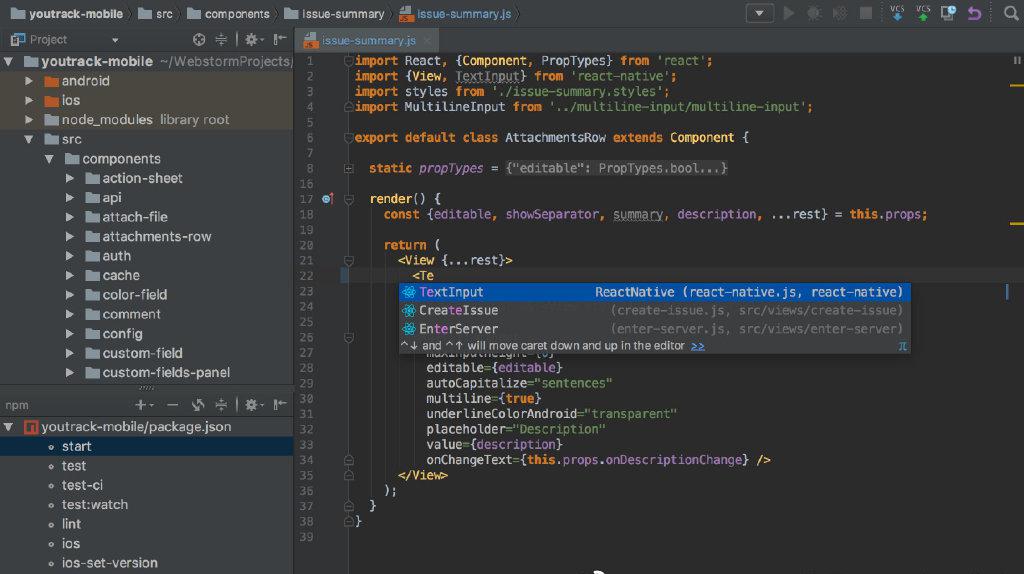 youtrack-mobile src components issue-summary issue-summary.js
VCS VCS
Project
issue-summary.js
youtrack-mobile ~/WebstormProjects/
android
ios
node_modules library root
src
components
action-sheet
api
attach-file
attachments-row
auth
cache
color-field
comment
config
custom-field
custom-fields-panel
npm
youtrack-mobile/package.json
start
test
test-ci
test:watch
lint
ios
ios-set-version
1 import React, {Component, PropTypes} from 'react';
2 import {View, TextInput} from 'react-native';
3 import styles from './issue-summary.styles';
4 import MultilineInput from '../multiline-input/multiline-input';
5
6 export default class AttachmentsRow extends Component {
7
8 static propTypes = {"editable": PropTypes.bool...}
16
17 render() {
18 const {editable, showSeparator, summary, description, ...rest} = this.props;
19
20 return (
21 <View {...rest}>
22 <Te
23 TextInput ReactNative (react-native.js, react-native)
24 CreateIssue (create-issue.js, src/views/create-issue)
EnterServer (enter-server.js, src/views/enter-server)
26 ^↓ and ^↑ will move caret down and up in the editor >> π
27 maxInputHeight={0}
28 editable={editable}
29 autoCapitalize="sentences"
30 multiline={true}
31 underlineColorAndroid="transparent"
32 placeholder="Description"
33 value={description}
34 onChangeText={this.props.onDescriptionChange} />
35 </View>
36 );
37 }
38 }
39